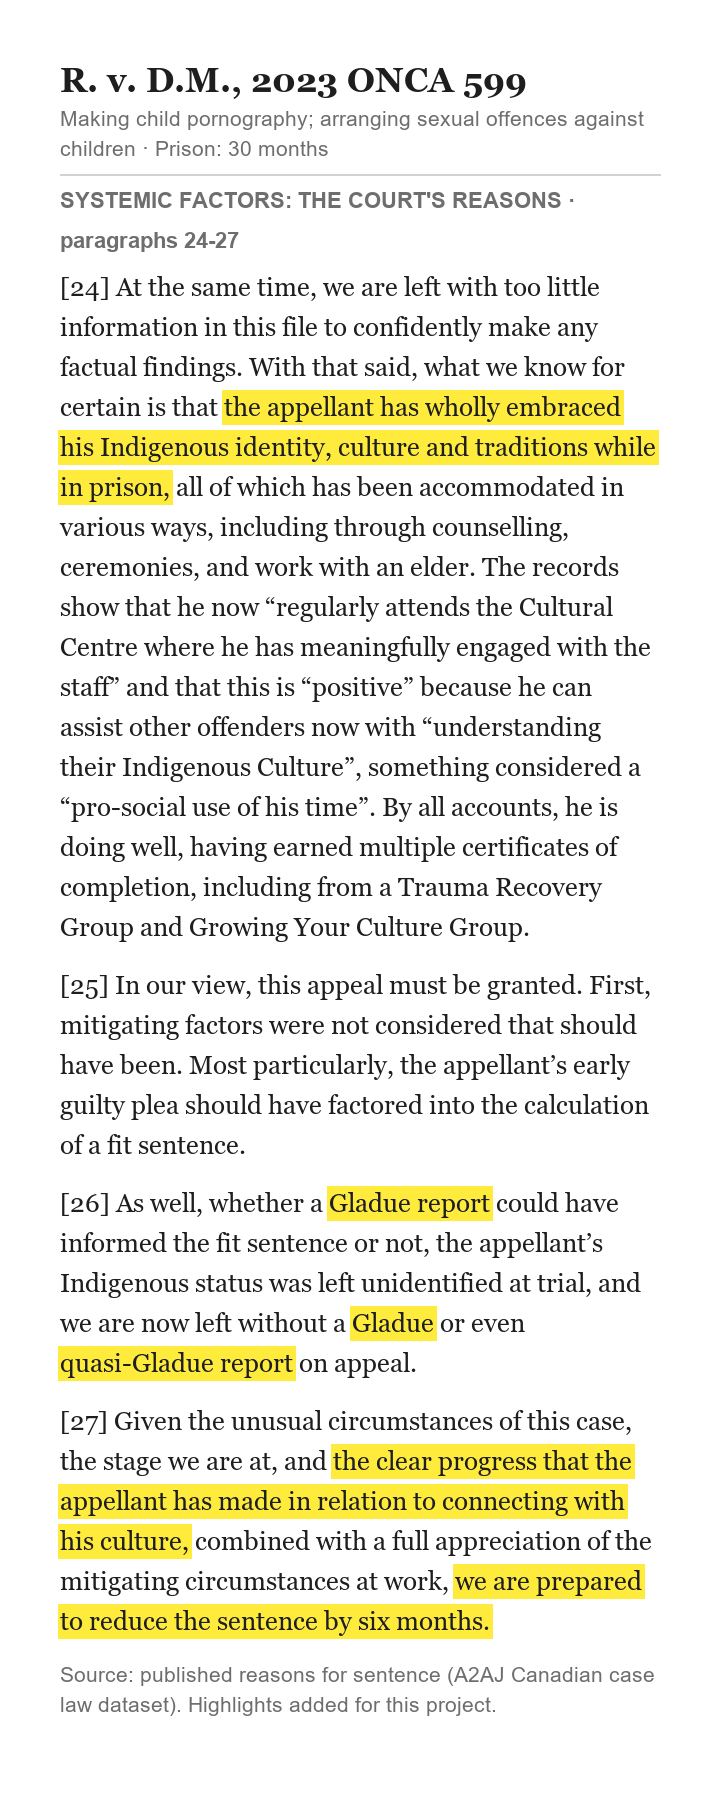 R. v. D.M., 2023 ONCA 599
Making child pornography; arranging sexual offences against
children · Prison: 30 months
SYSTEMIC FACTORS: THE COURT'S REASONS ·
paragraphs 24-27
[24] At the same time, we are left with too little
information in this file to confidently make any
factual findings. With that said, what we know for
certain is that the appellant has wholly embraced
his Indigenous identity, culture and traditions while
in prison, all of which has been accommodated in
various ways, including through counselling,
ceremonies, and work with an elder. The records
show that he now “regularly attends the Cultural
Centre where he has meaningfully engaged with the
staff” and that this is “positive” because he can
assist other offenders now with “understanding
their Indigenous Culture”, something considered a
“pro-social use of his time”. By all accounts, he is
doing well, having earned multiple certificates of
completion, including from a Trauma Recovery
Group and Growing Your Culture Group.
[25] In our view, this appeal must be granted. First,
mitigating factors were not considered that should
have been. Most particularly, the appellant’s early
guilty plea should have factored into the calculation
of a fit sentence.
[26] As well, whether a Gladue report could have
informed the fit sentence or not, the appellant’s
Indigenous status was left unidentified at trial, and
we are now left without a Gladue or even
quasi-Gladue report on appeal.
[27] Given the unusual circumstances of this case,
the stage we are at, and the clear progress that the
appellant has made in relation to connecting with
his culture, combined with a full appreciation of the
mitigating circumstances at work, we are prepared
to reduce the sentence by six months.
Source: published reasons for sentence (A2AJ Canadian case
law dataset). Highlights added for this project.